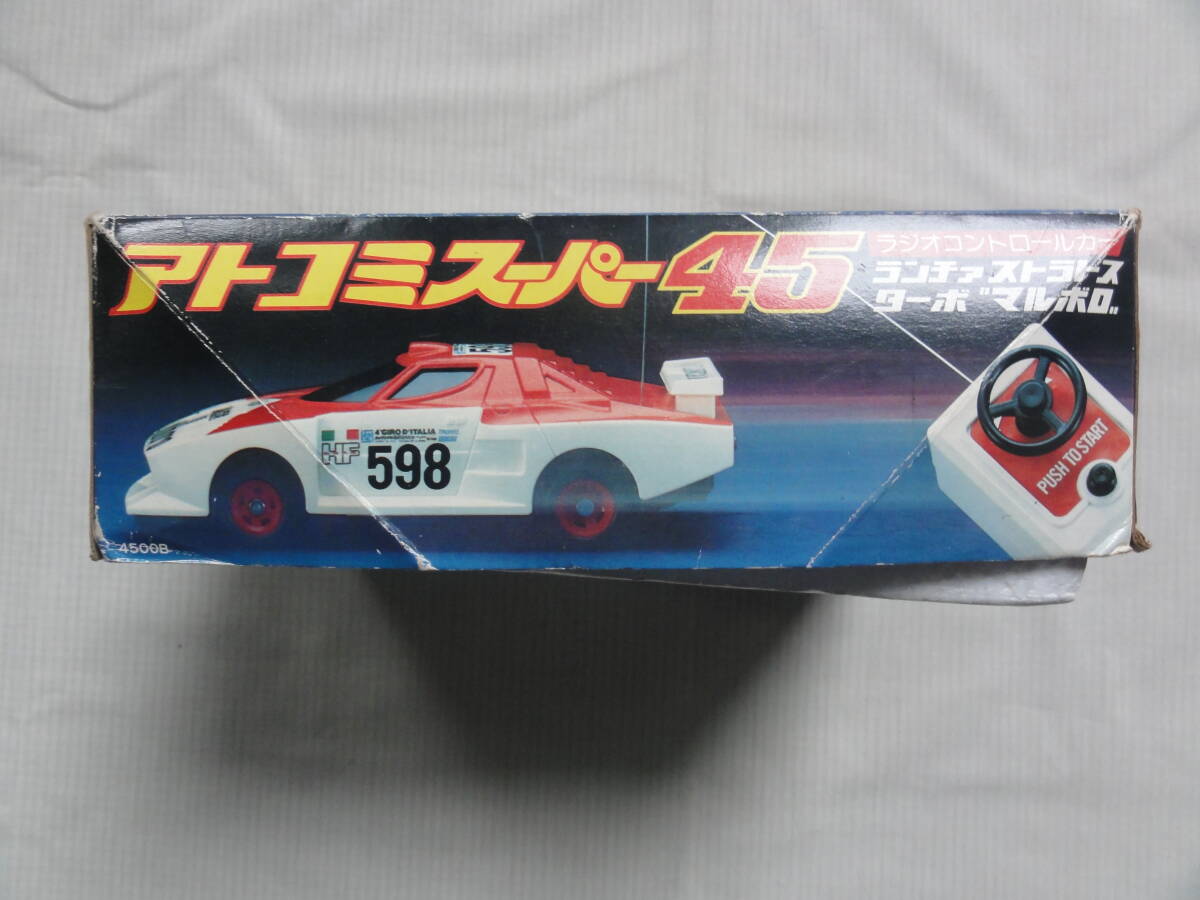 アトコミスーパー45
ラジオコントロールカー
ランチァ ストラトス
ターボ "マルボロ"
4°GIRO D'ITALIA
HF
598
PUSH TO START
4500B